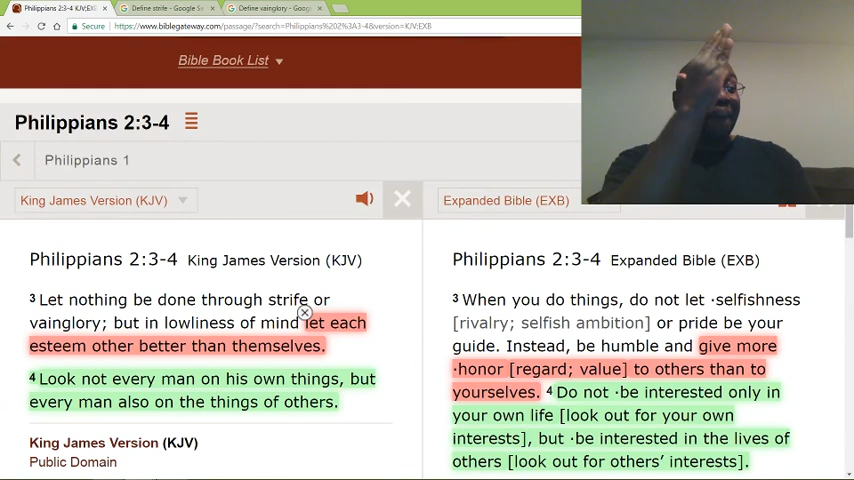 Philippians 2:3-4 KJV;EXB
Define strife - Google Se
Define vainglory - Goog
Secure https://www.biblegateway.com/passage/?search=Philippians%202%3A3-4&version=KJV;EXB
Bible Book List
Philippians 2:3-4
Philippians 1
King James Version (KJV)
Expanded Bible (EXB)
Philippians 2:3-4 King James Version (KJV)
3 Let nothing be done through strife or
vainglory; but in lowliness of mind let each
esteem other better than themselves.
4 Look not every man on his own things, but
every man also on the things of others.
King James Version (KJV)
Public Domain
Philippians 2:3-4 Expanded Bible (EXB)
3 When you do things, do not let ·selfishness
[rivalry; selfish ambition] or pride be your
guide. Instead, be humble and give more
·honor [regard; value] to others than to
yourselves. 4 Do not ·be interested only in
your own life [look out for your own
interests], but ·be interested in the lives of
others [look out for others' interests].